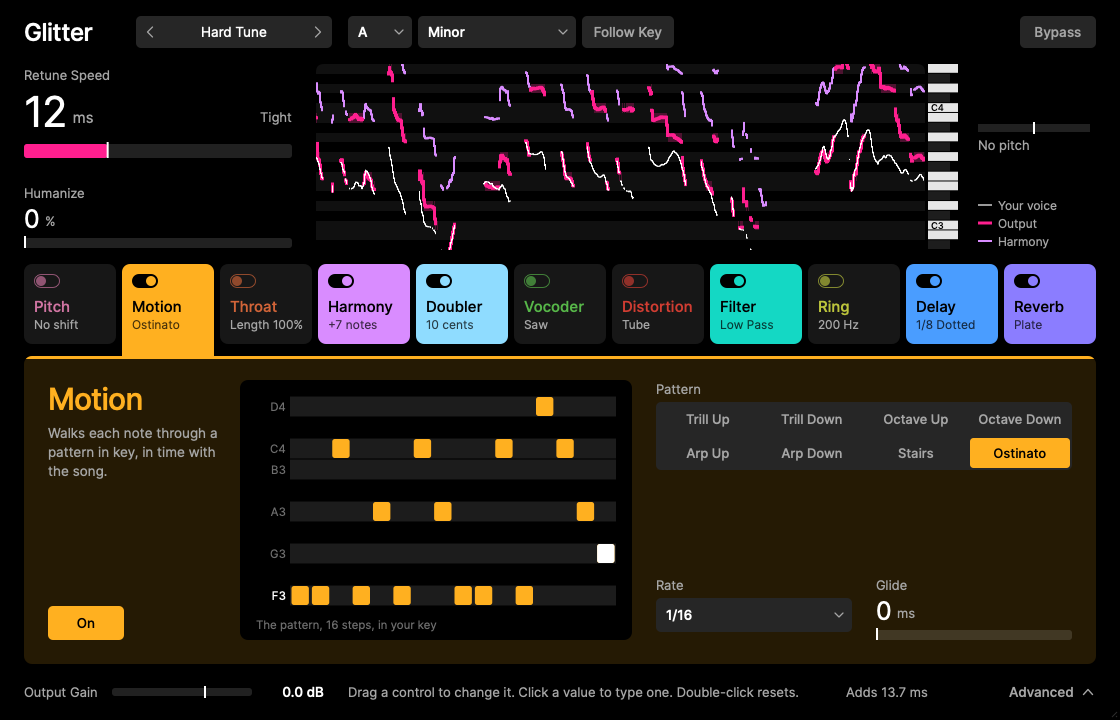 Glitter
Hard Tune
A
Minor
Follow Key
Bypass
Retune Speed
12 ms
Tight
Humanize
0 %
C4
C3
No pitch
Your voice
Output
Harmony
Pitch
No shift
Motion
Ostinato
Throat
Length 100%
Harmony
+7 notes
Doubler
10 cents
Vocoder
Saw
Distortion
Tube
Filter
Low Pass
Ring
200 Hz
Delay
1/8 Dotted
Reverb
Plate
Motion
Walks each note through a
pattern in key, in time with
the song.
On
D4
C4
B3
A3
G3
F3
The pattern, 16 steps, in your key
Pattern
Trill Up
Trill Down
Octave Up
Octave Down
Arp Up
Arp Down
Stairs
Ostinato
Rate
1/16
Glide
0 ms
Output Gain
0.0 dB
Drag a control to change it. Click a value to type one. Double-click resets.
Adds 13.7 ms
Advanced